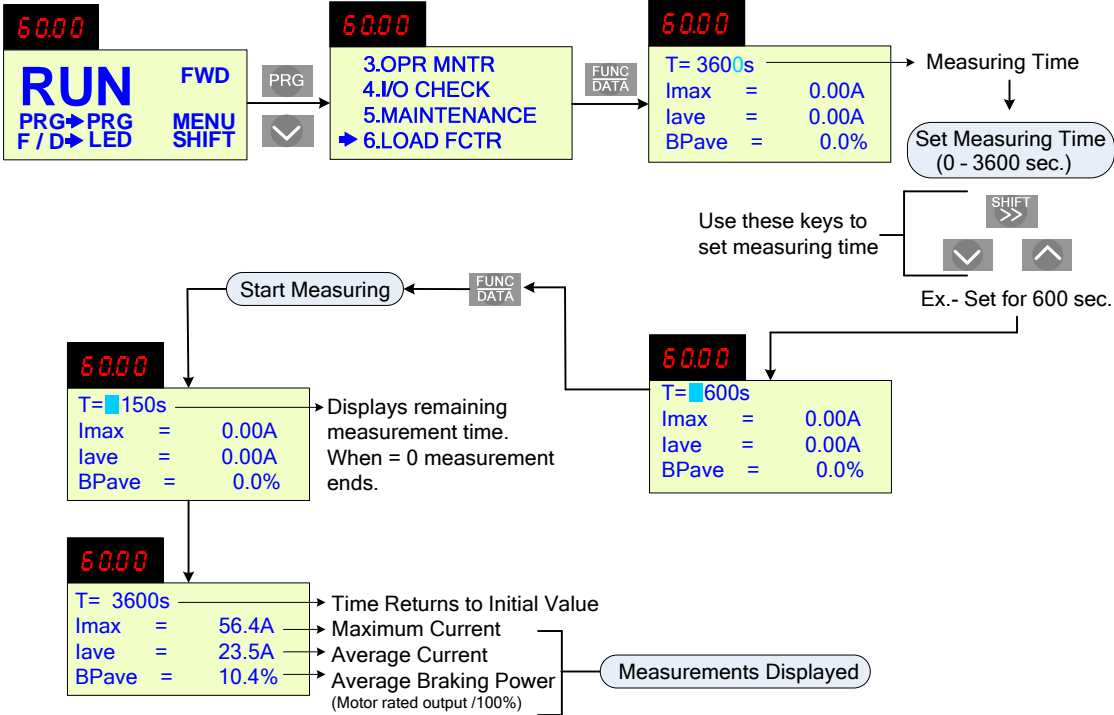 60.00
RUN FWD
PRG➔PRG MENU
F / D➔ LED SHIFT
PRG
60.00
3.OPR MNTR
4.I/O CHECK
5.MAINTENANCE
➔ 6.LOAD FCTR
FUNC
DATA
60.00
T= 3600s
Imax = 0.00A
Iave = 0.00A
BPave = 0.0%
Measuring Time
Set Measuring Time
(0 - 3600 sec.)
Use these keys to
set measuring time
SHIFT
>>
Ex.- Set for 600 sec.
60.00
T= 600s
Imax = 0.00A
Iave = 0.00A
BPave = 0.0%
FUNC
DATA
Start Measuring
60.00
T= 150s
Imax = 0.00A
Iave = 0.00A
BPave = 0.0%
Displays remaining
measurement time.
When = 0 measurement
ends.
60.00
T= 3600s
Imax = 56.4A
Iave = 23.5A
BPave = 10.4%
Time Returns to Initial Value
Maximum Current
Average Current
Average Braking Power
(Motor rated output /100%)
Measurements Displayed